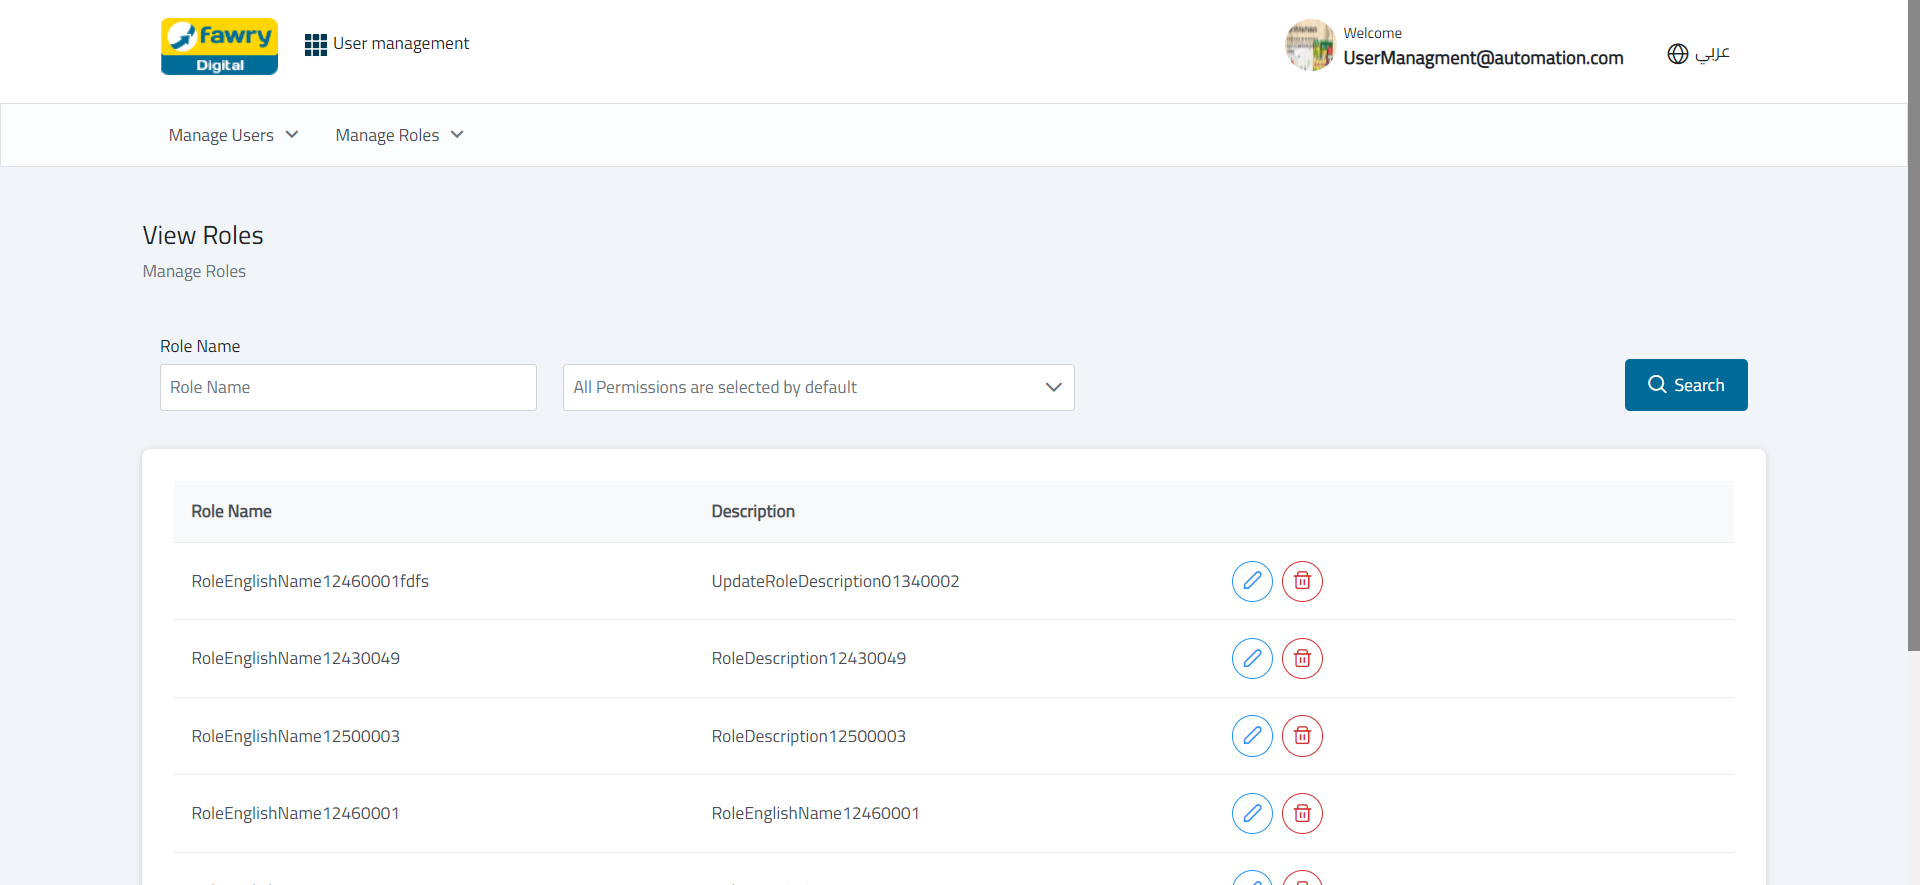 fawry
Digital
User management
Welcome
UserManagment@automation.com
عربي
Manage Users
Manage Roles
View Roles
Manage Roles
Role Name
Role Name
All Permissions are selected by default
Search
Role Name Description
RoleEnglishName12460001fdfs UpdateRoleDescription01340002
RoleEnglishName12430049 RoleDescription12430049
RoleEnglishName12500003 RoleDescription12500003
RoleEnglishName12460001 RoleEnglishName12460001